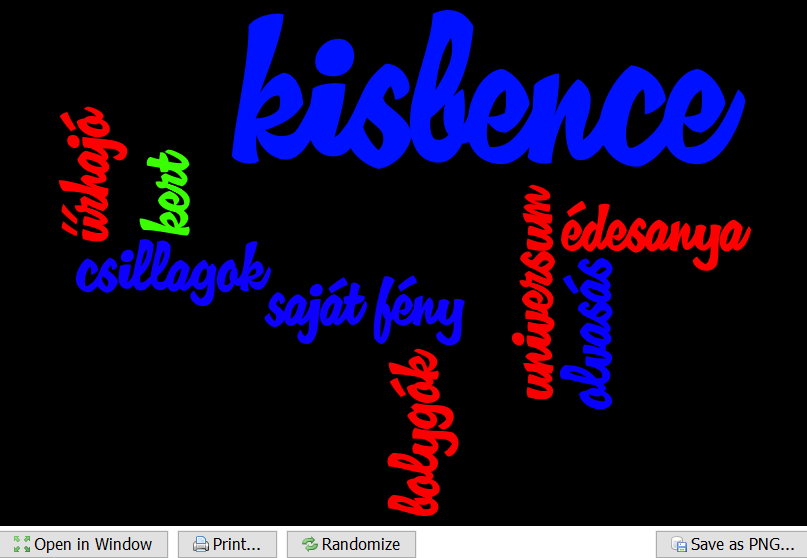 kisbence
űrhajó
kert
csillagok
saját fény
bolygók
universum
édesanya
olvasás
Open in Window
Print...
Randomize
Save as PNG...